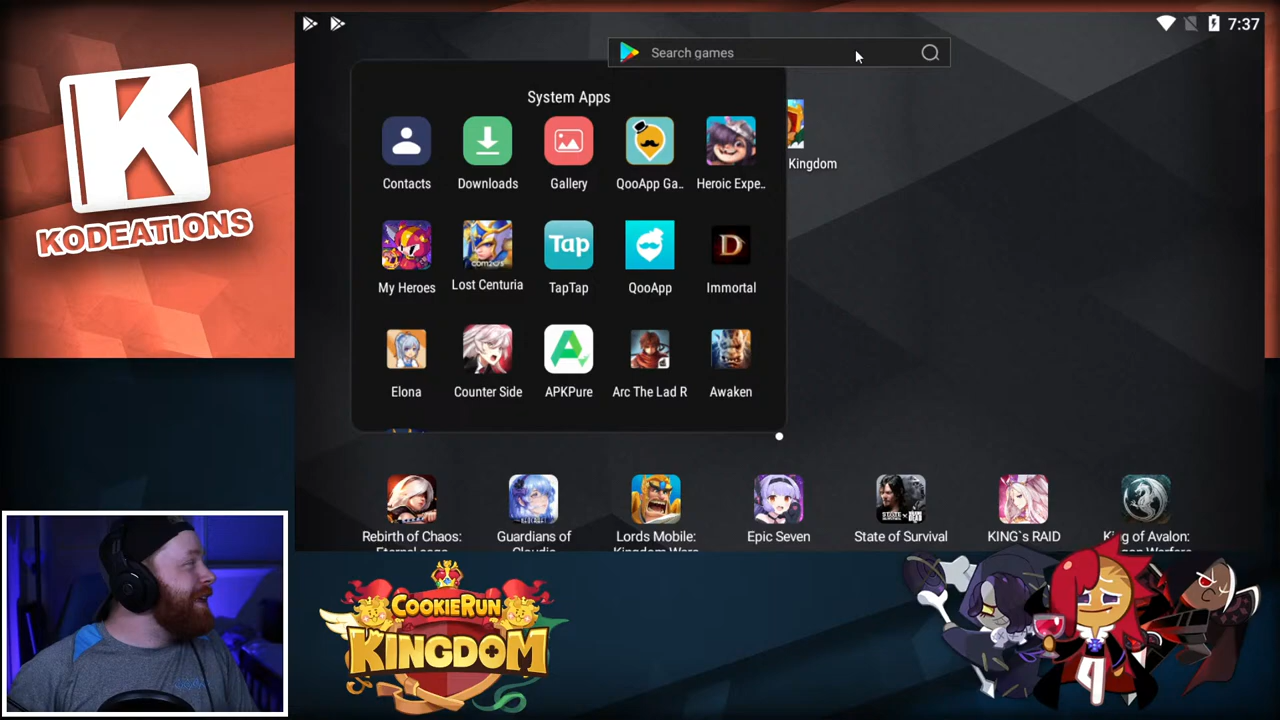 7:37
Search games
K
KODEATIONS
System Apps
Kingdom
Contacts
Downloads
Gallery
QooApp Ga..
Heroic Expe..
My Heroes
Lost Centuria
TapTap
QooApp
Immortal
Tap
COM2US
D
Elona
Counter Side
APKPure
Arc The Lad R
Awaken
Rebirth of Chaos:
Guardians of
Lords Mobile:
Epic Seven
State of Survival
KING`s RAID
King of Avalon:
COOKIERUN
KINGDOM